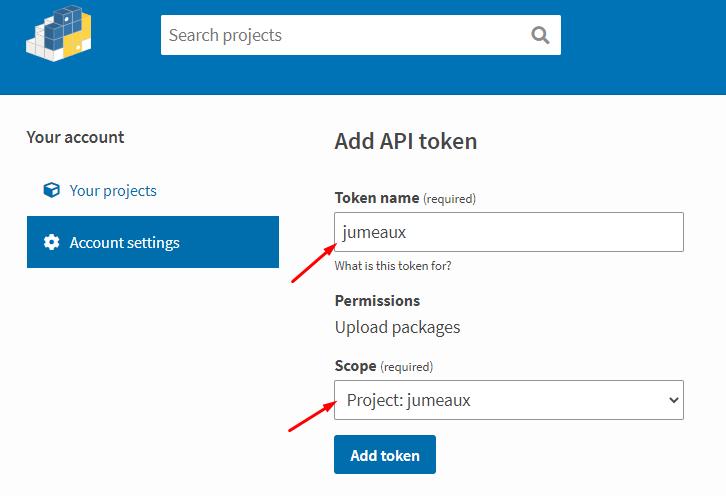 Search projects
Your account
Your projects
Account settings
Add API token
Token name (required)
jumeaux
What is this token for?
Permissions
Upload packages
Scope (required)
Project: jumeaux
Add token